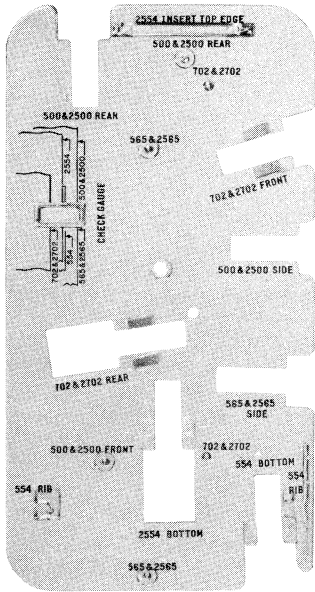 2554 INSERT TOP EDGE
500 & 2500 REAR
702 & 2702
500 & 2500 REAR
565 & 2565
2554
500 & 2500
CHECK GAUGE
702 & 2702
554
565 & 2565
702 & 2702 FRONT
500 & 2500 SIDE
702 & 2702 REAR
565 & 2565
SIDE
500 & 2500 FRONT
702 & 2702
554 BOTTOM
554
RIB
554 RIB
2554 BOTTOM
565 & 2565